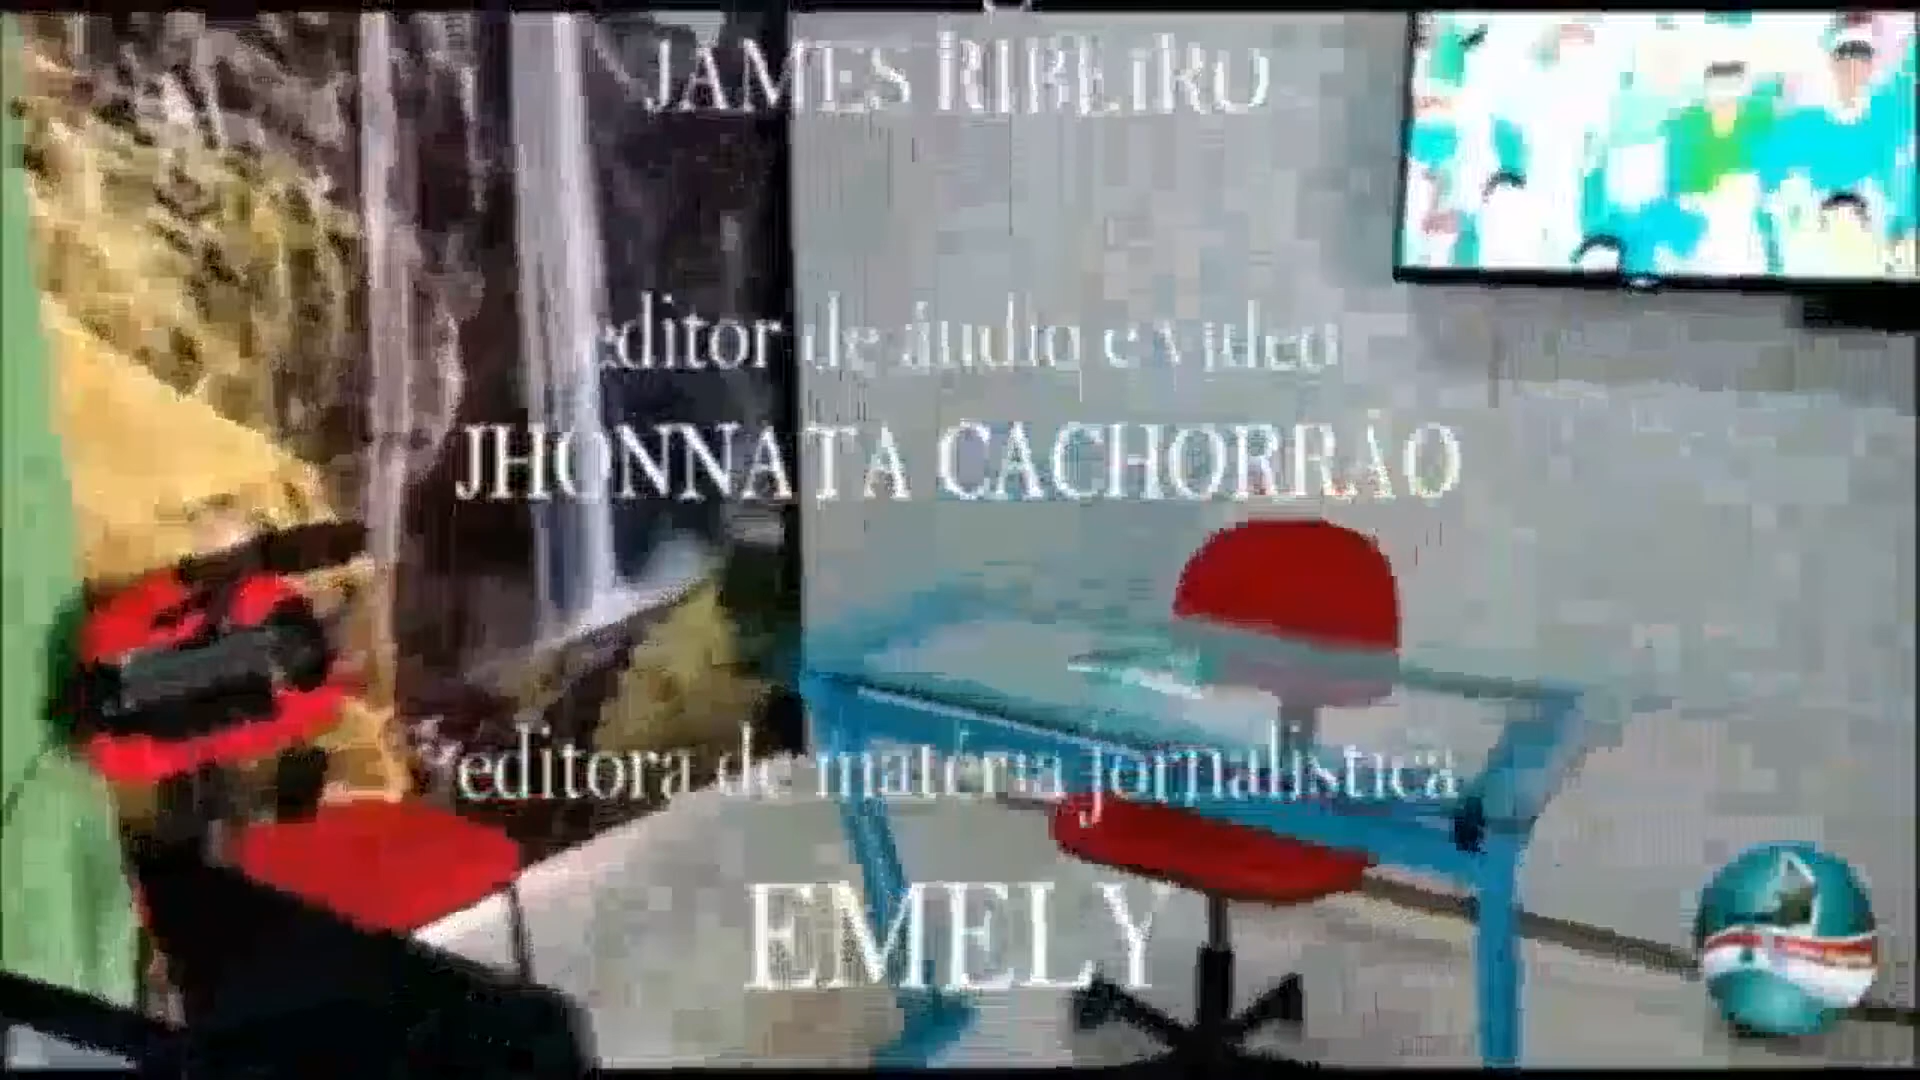 JAMES RIBEIRO
editor de áudio e vídeo
JHONNATA CACHORRÃO
editora de matéria jornalística
EMELY